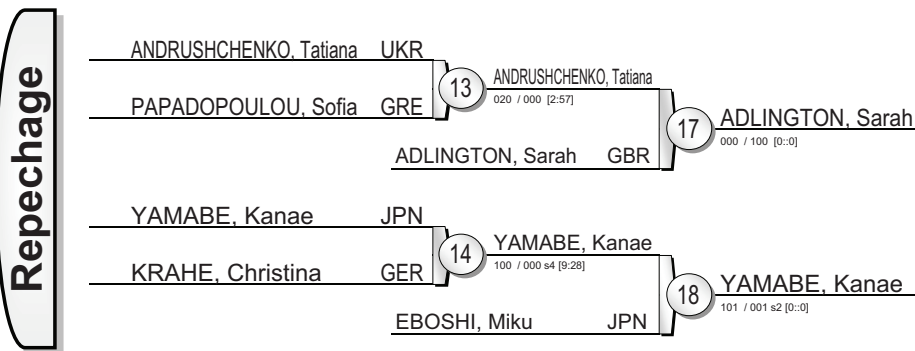 Repechage
ANDRUSHCHENKO, Tatiana UKR
PAPADOPOULOU, Sofia GRE
13
ANDRUSHCHENKO, Tatiana
020 / 000 [2:57]
ADLINGTON, Sarah GBR
17
ADLINGTON, Sarah
000 / 100 [0::0]
YAMABE, Kanae JPN
KRAHE, Christina GER
14
YAMABE, Kanae
100 / 000 s4 [9:28]
EBOSHI, Miku JPN
18
YAMABE, Kanae
101 / 001 s2 [0::0]